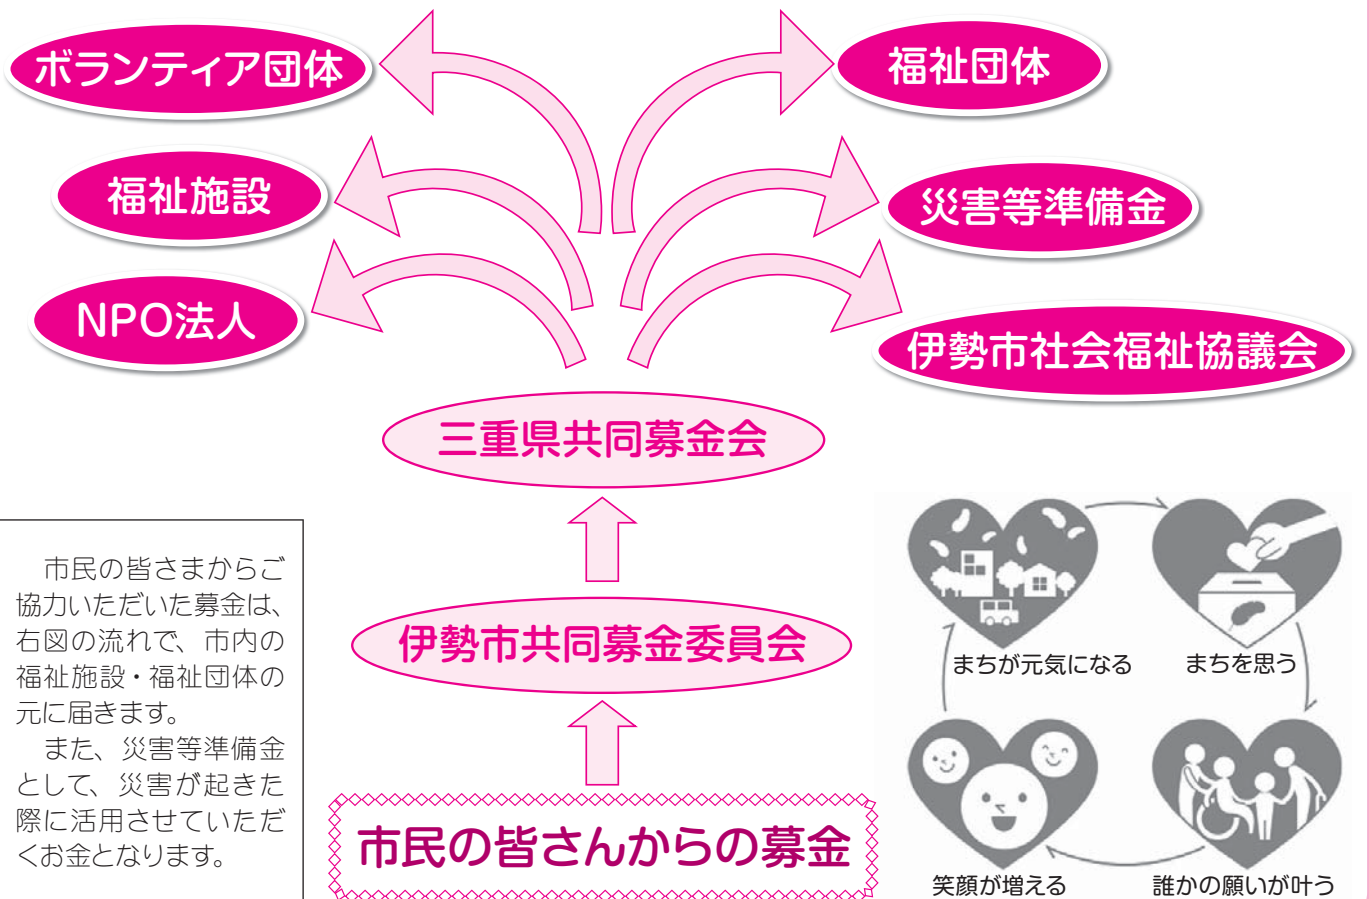 ボランティア団体
福祉団体
福祉施設
災害等準備金
NPO法人
伊勢市社会福祉協議会
三重県共同募金会
伊勢市共同募金委員会
市民の皆さんからの募金
　市民の皆さまからご
協力いただいた募金は、
右図の流れで、市内の
福祉施設・福祉団体の
元に届きます。
　また、災害等準備金
として、災害が起きた
際に活用させていただ
くお金となります。
まちが元気になる
まちを思う
笑顔が増える
誰かの願いが叶う